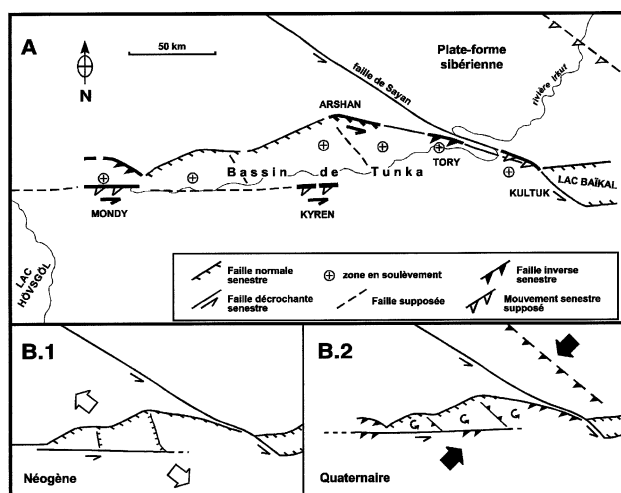 A
50 km
N
faille de Sayan
Plate-forme
sibérienne
rivière Irkur
ARSHAN
Bassin de Tunka
TORY
KULTUK
LAC BAÏKAL
MONDY
KYREN
LAC
HÖVSGÖL
Faille normale
senestre
zone en soulèvement
Faille inverse
senestre
Faille décrochante
senestre
Faille supposée
Mouvement senestre
supposé
B.1
Néogène
B.2
Quaternaire